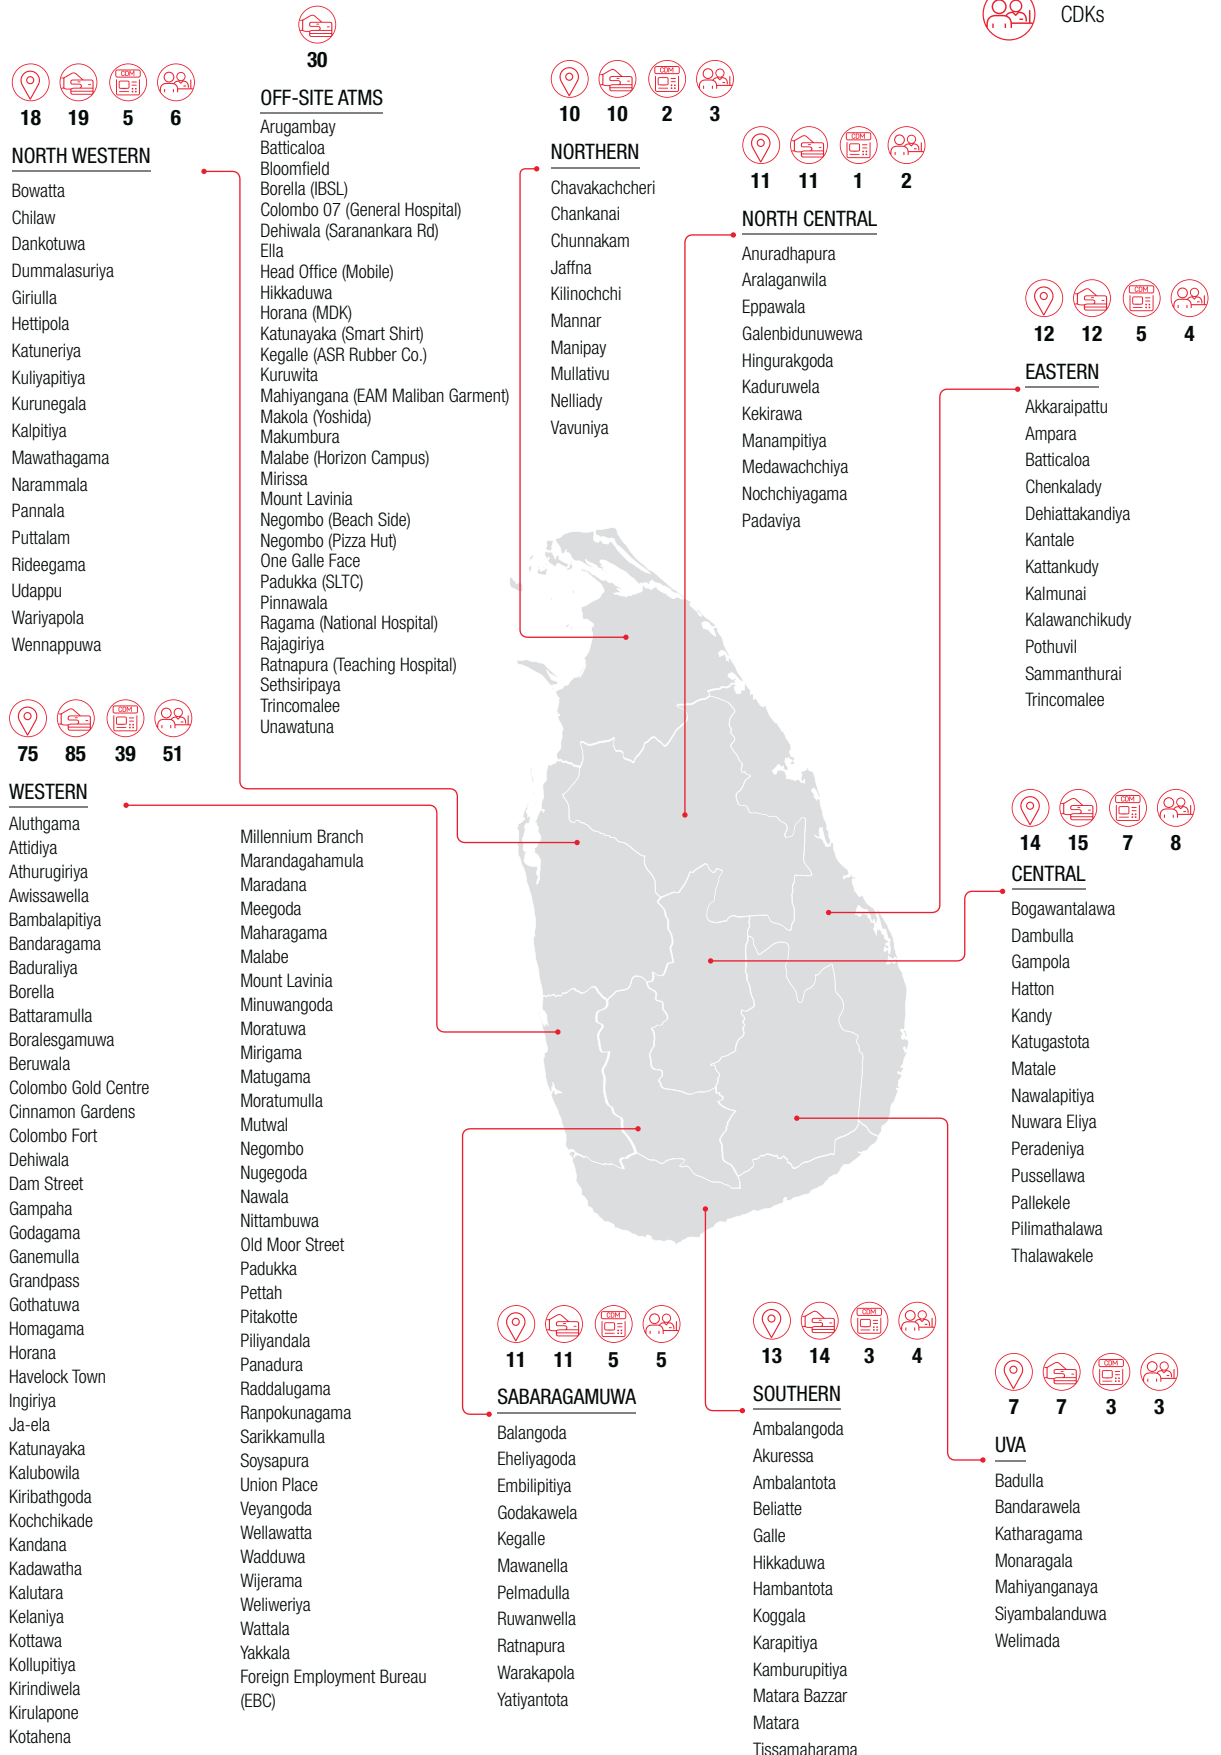 CDKs
30
OFF-SITE ATMS
Arugambay
Batticaloa
Bloomfield
Borella (IBSL)
Colombo 07 (General Hospital)
Dehiwala (Saranankara Rd)
Ella
Head Office (Mobile)
Hikkaduwa
Horana (MDK)
Katunayaka (Smart Shirt)
Kegalle (ASR Rubber Co.)
Kuruwita
Mahiyangana (EAM Maliban Garment)
Makola (Yoshida)
Makumbura
Malabe (Horizon Campus)
Mirissa
Mount Lavinia
Negombo (Beach Side)
Negombo (Pizza Hut)
One Galle Face
Padukka (SLTC)
Pinnawala
Ragama (National Hospital)
Rajagiriya
Ratnapura (Teaching Hospital)
Sethsiripaya
Trincomalee
Unawatuna
CDM
18 19 5 6
NORTH WESTERN
Bowatta
Chilaw
Dankotuwa
Dummalasuriya
Giriulla
Hettipola
Katuneriya
Kuliyapitiya
Kurunegala
Kalpitiya
Mawathagama
Narammala
Pannala
Puttalam
Rideegama
Udappu
Wariyapola
Wennappuwa
CDM
10 10 2 3
NORTHERN
Chavakachcheri
Chankanai
Chunnakam
Jaffna
Kilinochchi
Mannar
Manipay
Mullativu
Nelliady
Vavuniya
CDM
11 11 1 2
NORTH CENTRAL
Anuradhapura
Aralaganwila
Eppawala
Galenbidunuwewa
Hingurakgoda
Kaduruwela
Kekirawa
Manampitiya
Medawachchiya
Nochchiyagama
Padaviya
CDM
12 12 5 4
EASTERN
Akkaraipattu
Ampara
Batticaloa
Chenkalady
Dehiattakandiya
Kantale
Kattankudy
Kalmunai
Kalawanchikudy
Pothuvil
Sammanthurai
Trincomalee
CDM
75 85 39 51
WESTERN
Aluthgama
Attidiya
Athurugiriya
Awissawella
Bambalapitiya
Bandaragama
Baduraliya
Borella
Battaramulla
Boralesgamuwa
Beruwala
Colombo Gold Centre
Cinnamon Gardens
Colombo Fort
Dehiwala
Dam Street
Gampaha
Godagama
Ganemulla
Grandpass
Gothatuwa
Homagama
Horana
Havelock Town
Ingiriya
Ja-ela
Katunayaka
Kalubowila
Kiribathgoda
Kochchikade
Kandana
Kadawatha
Kalutara
Kelaniya
Kottawa
Kollupitiya
Kirindiwela
Kirulapone
Kotahena
Millennium Branch
Marandagahamula
Maradana
Meegoda
Maharagama
Malabe
Mount Lavinia
Minuwangoda
Moratuwa
Mirigama
Matugama
Moratumulla
Mutwal
Negombo
Nugegoda
Nawala
Nittambuwa
Old Moor Street
Padukka
Pettah
Pitakotte
Piliyandala
Panadura
Raddalugama
Ranpokunagama
Sarikkamulla
Soysapura
Union Place
Veyangoda
Wellawatta
Wadduwa
Wijerama
Weliweriya
Wattala
Yakkala
Foreign Employment Bureau
(EBC)
CDM
14 15 7 8
CENTRAL
Bogawantalawa
Dambulla
Gampola
Hatton
Kandy
Katugastota
Matale
Nawalapitiya
Nuwara Eliya
Peradeniya
Pussellawa
Pallekele
Pilimathalawa
Thalawakele
CDM
11 11 5 5
SABARAGAMUWA
Balangoda
Eheliyagoda
Embilipitiya
Godakawela
Kegalle
Mawanella
Pelmadulla
Ruwanwella
Ratnapura
Warakapola
Yatiyantota
CDM
13 14 3 4
SOUTHERN
Ambalangoda
Akuressa
Ambalantota
Beliatte
Galle
Hikkaduwa
Hambantota
Koggala
Karapitiya
Kamburupitiya
Matara Bazzar
Matara
Tissamaharama
CDM
7 7 3 3
UVA
Badulla
Bandarawela
Katharagama
Monaragala
Mahiyanganaya
Siyambalanduwa
Welimada